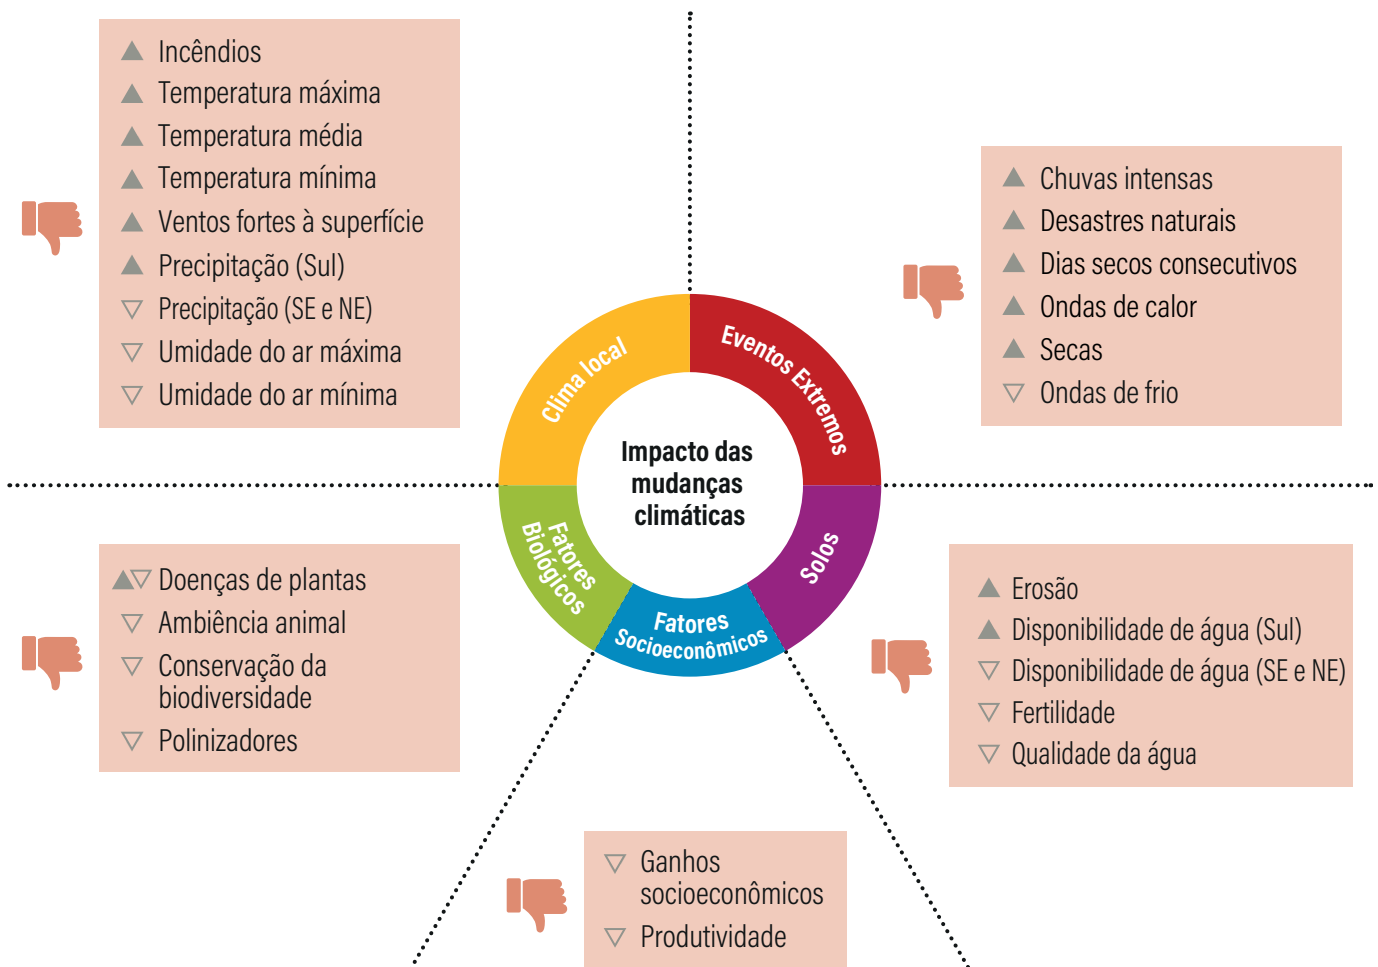 Incêndios
Temperatura máxima
Temperatura média
Temperatura mínima
Ventos fortes à superfície
Precipitação (Sul)
Precipitação (SE e NE)
Umidade do ar máxima
Umidade do ar mínima
Chuvas intensas
Desastres naturais
Dias secos consecutivos
Ondas de calor
Secas
Ondas de frio
Clima local
Eventos Extremos
Impacto das
mudanças
climáticas
Fatores
Biológicos
Fatores
Socioeconômicos
Solos
Doenças de plantas
Ambiência animal
Conservação da
biodiversidade
Polinizadores
Erosão
Disponibilidade de água (Sul)
Disponibilidade de água (SE e NE)
Fertilidade
Qualidade da água
Ganhos
socioeconômicos
Produtividade